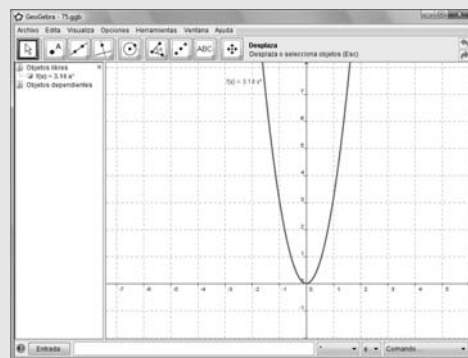 GeoGebra - 75.ggb
Archivo Edita Visualiza Opciones Herramientas Ventana Ayuda
ABC
Desplaza
Desplaza o selecciona objetos (Esc)
Objetos libres
f(x) = 3.14 x²
Objetos dependientes
f(x) = 3.14 x²
7
6
5
4
3
2
1
-7 -6 -5 -4 -3 -2 -1 0 1 2 3 4 5
-1
Entrada
Comando ...